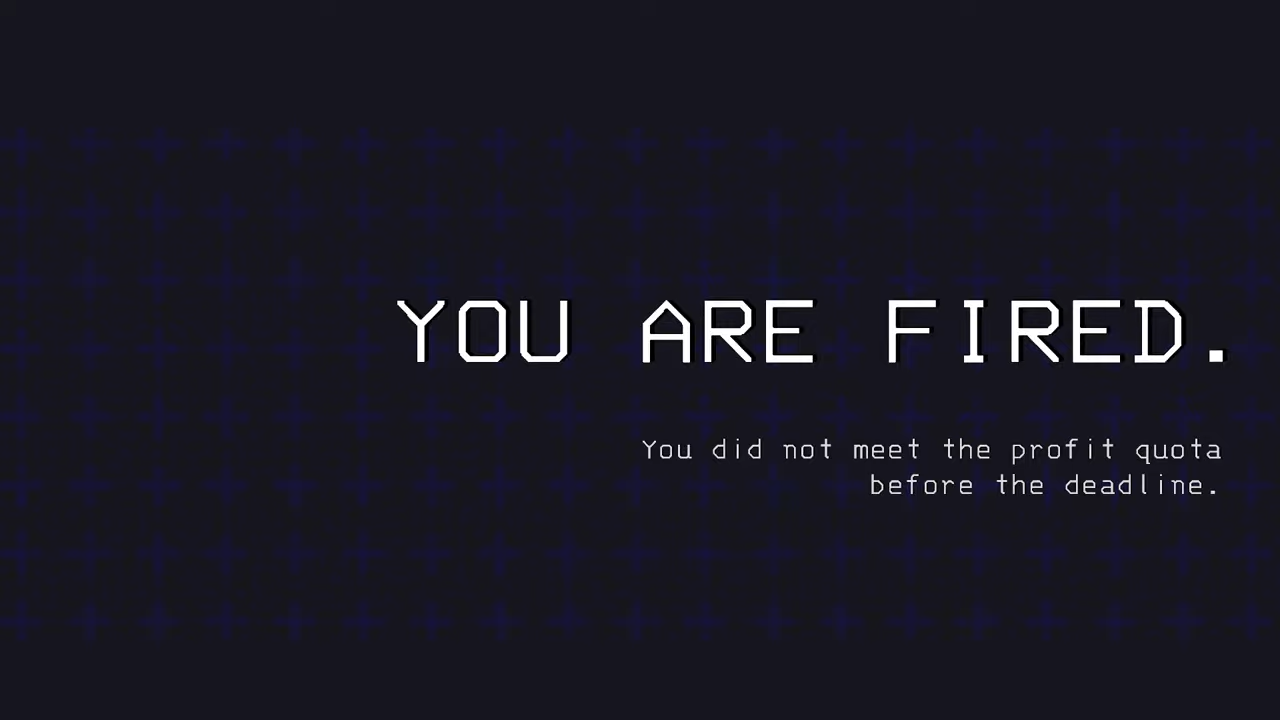 YOU ARE FIRED.
You did not meet the profit quota
before the deadline.